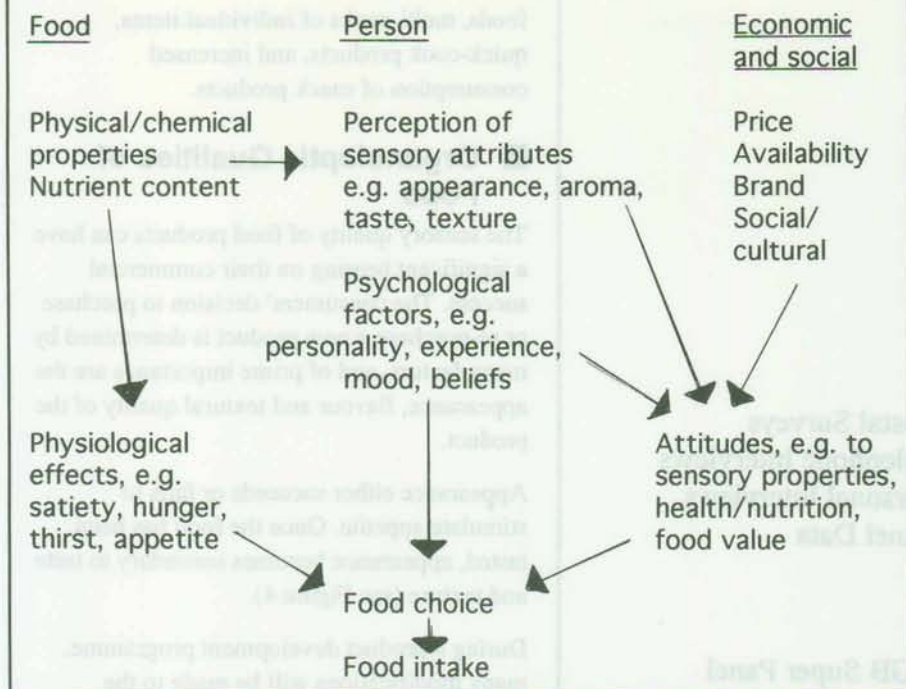 Food
Person
Economic
and social
Physical/chemical
properties
Nutrient content
Perception of
sensory attributes
e.g. appearance, aroma,
taste, texture
Price
Availability
Brand
Social/
cultural
Psychological
factors, e.g.
personality, experience,
mood, beliefs
Physiological
effects, e.g.
satiety, hunger,
thirst, appetite
Attitudes, e.g. to
sensory properties,
health/nutrition,
food value
Food choice
Food intake